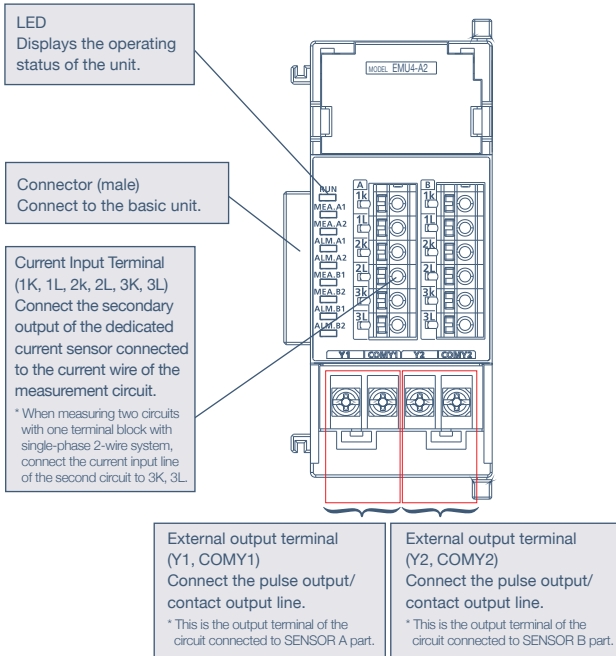 LED
Displays the operating
status of the unit.
Connector (male)
Connect to the basic unit.
Current Input Terminal
(1K, 1L, 2k, 2L, 3K, 3L)
Connect the secondary
output of the dedicated
current sensor connected
to the current wire of the
measurement circuit.
* When measuring two circuits
with one terminal block with
single-phase 2-wire system,
connect the current input line
of the second circuit to 3K, 3L.
MODEL EMU4-A2
RUN
MEA.A1
MEA.A2
ALM.A1
ALM.A2
MEA.B1
MEA.B2
ALM.B1
ALM.B2
A
1k
1L
2k
2L
3k
3L
B
1k
1L
2k
2L
3k
3L
Y1 COMY1 Y2 COMY2
External output terminal
(Y1, COMY1)
Connect the pulse output/
contact output line.
* This is the output terminal of the
circuit connected to SENSOR A part.
External output terminal
(Y2, COMY2)
Connect the pulse output/
contact output line.
* This is the output terminal of the
circuit connected to SENSOR B part.